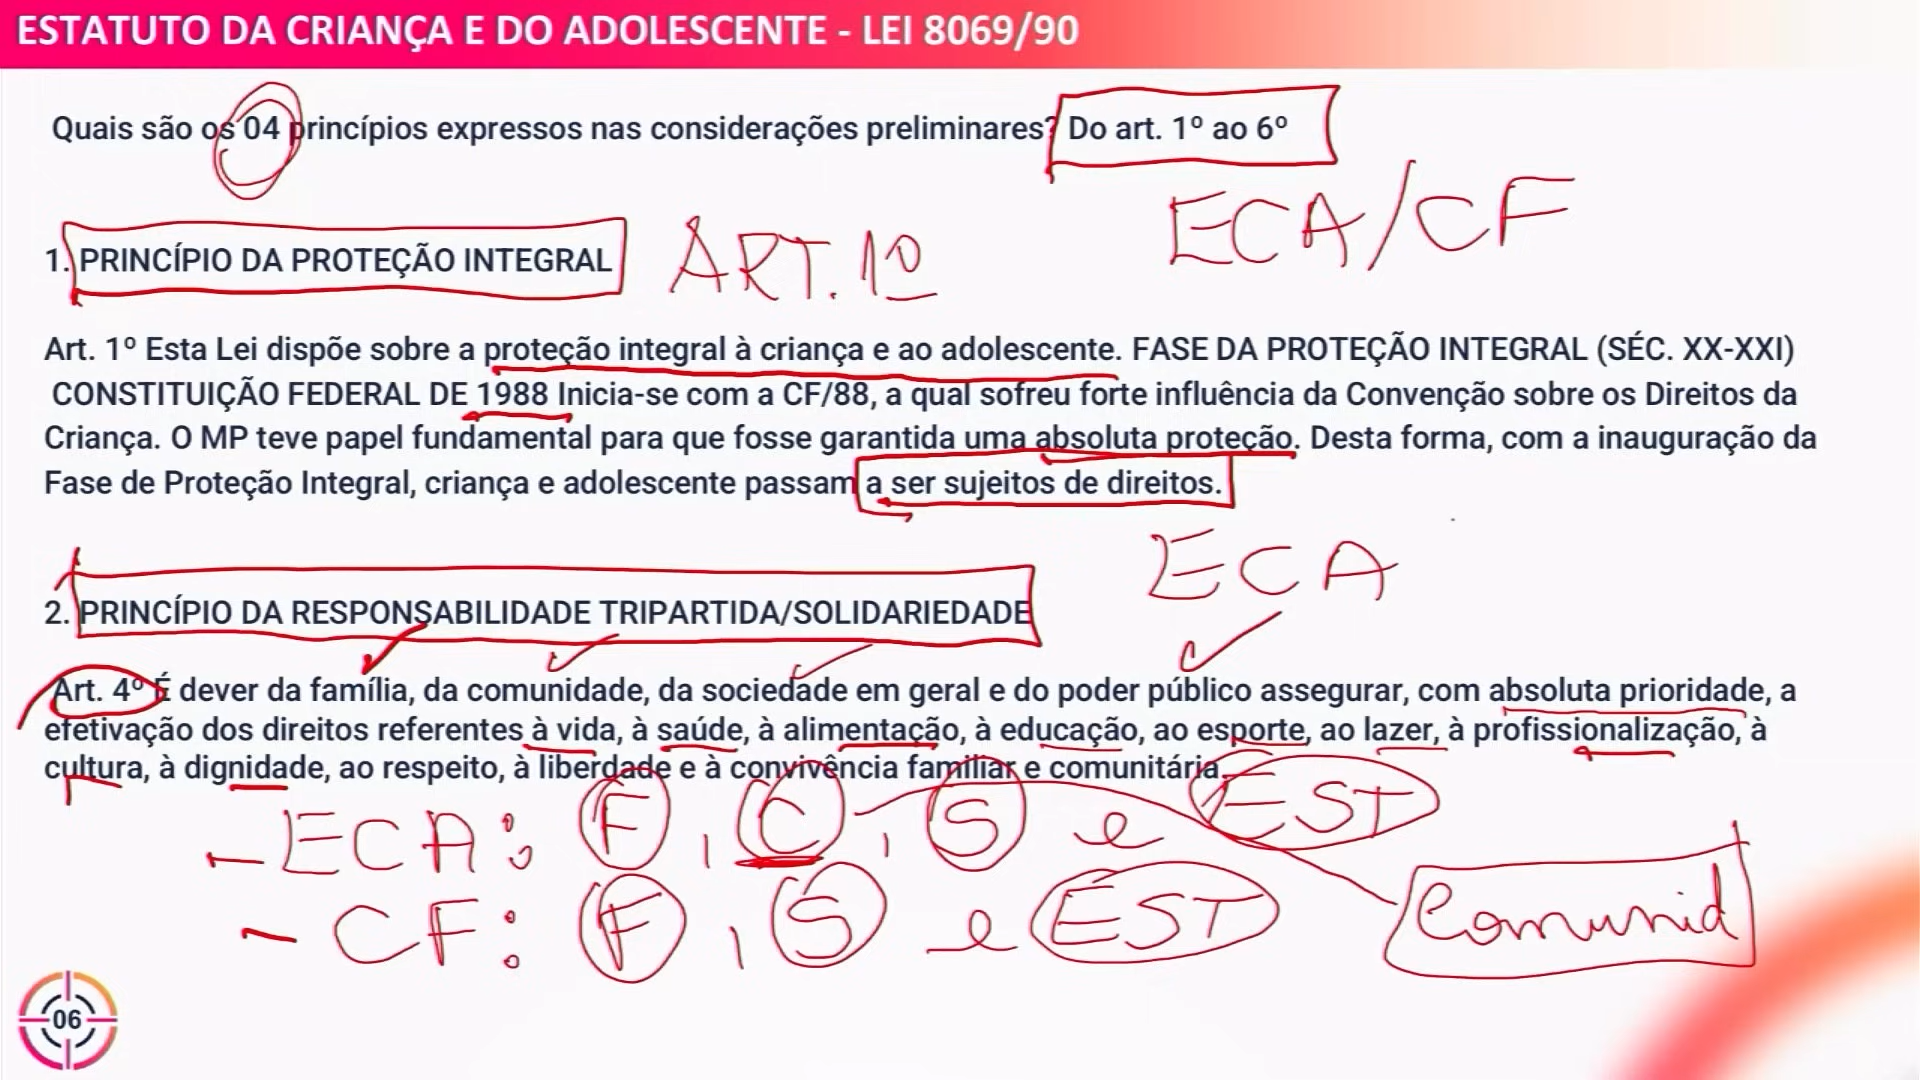 ESTATUTO DA CRIANÇA E DO ADOLESCENTE - LEI 8069/90
Quais são os 04 princípios expressos nas considerações preliminares? Do art. 1º ao 6º
ECA/CF
1. PRINCÍPIO DA PROTEÇÃO INTEGRAL ART. 1º
Art. 1º Esta Lei dispõe sobre a proteção integral à criança e ao adolescente. FASE DA PROTEÇÃO INTEGRAL (SÉC. XX-XXI)
CONSTITUIÇÃO FEDERAL DE 1988 Inicia-se com a CF/88, a qual sofreu forte influência da Convenção sobre os Direitos da
Criança. O MP teve papel fundamental para que fosse garantida uma absoluta proteção. Desta forma, com a inauguração da
Fase de Proteção Integral, criança e adolescente passam a ser sujeitos de direitos.
ECA
2. PRINCÍPIO DA RESPONSABILIDADE TRIPARTIDA/SOLIDARIEDADE
Art. 4º É dever da família, da comunidade, da sociedade em geral e do poder público assegurar, com absoluta prioridade, a
efetivação dos direitos referentes à vida, à saúde, à alimentação, à educação, ao esporte, ao lazer, à profissionalização, à
cultura, à dignidade, ao respeito, à liberdade e à convivência familiar e comunitária.
- ECA: F, C, S e EST
- CF: F, S e EST
Comunid
06